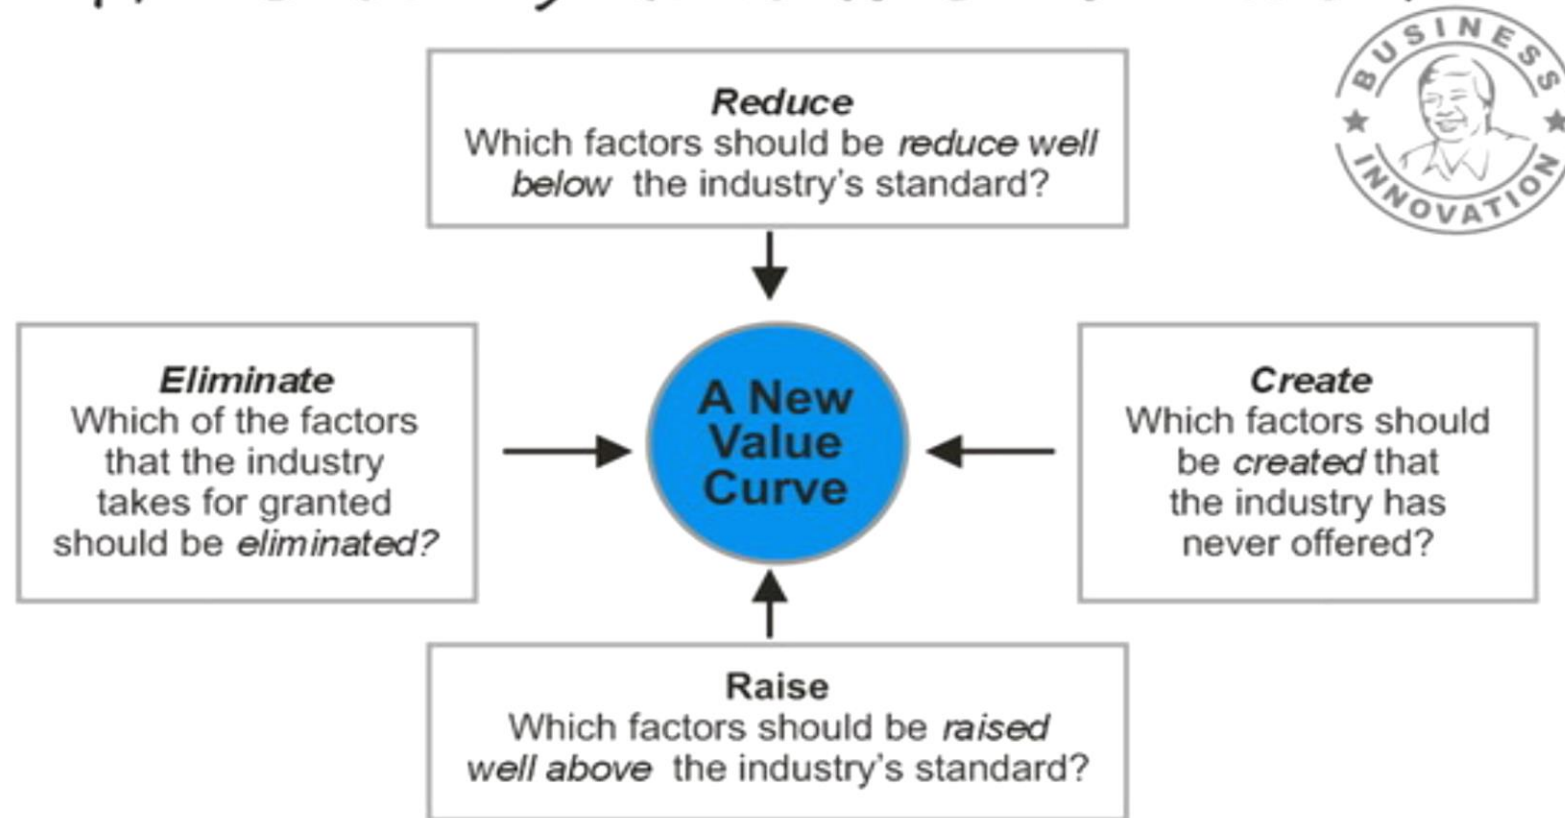 BUSINESS
INNOVATION
Reduce
Which factors should be reduce well
below the industry's standard?
Eliminate
Which of the factors
that the industry
takes for granted
should be eliminated?
A New
Value
Curve
Create
Which factors should
be created that
the industry has
never offered?
Raise
Which factors should be raised
well above the industry's standard?